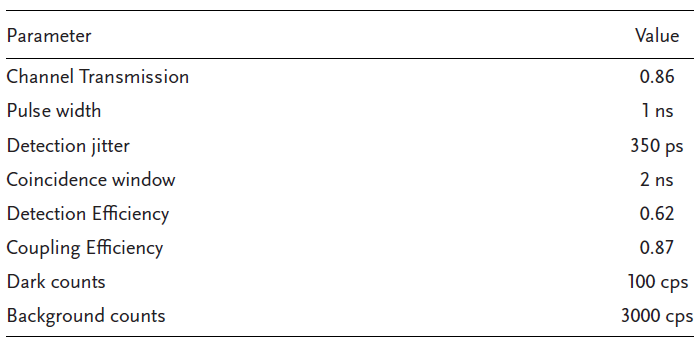 Parameter Value
Channel Transmission 0.86
Pulse width 1 ns
Detection jitter 350 ps
Coincidence window 2 ns
Detection Efficiency 0.62
Coupling Efficiency 0.87
Dark counts 100 cps
Background counts 3000 cps